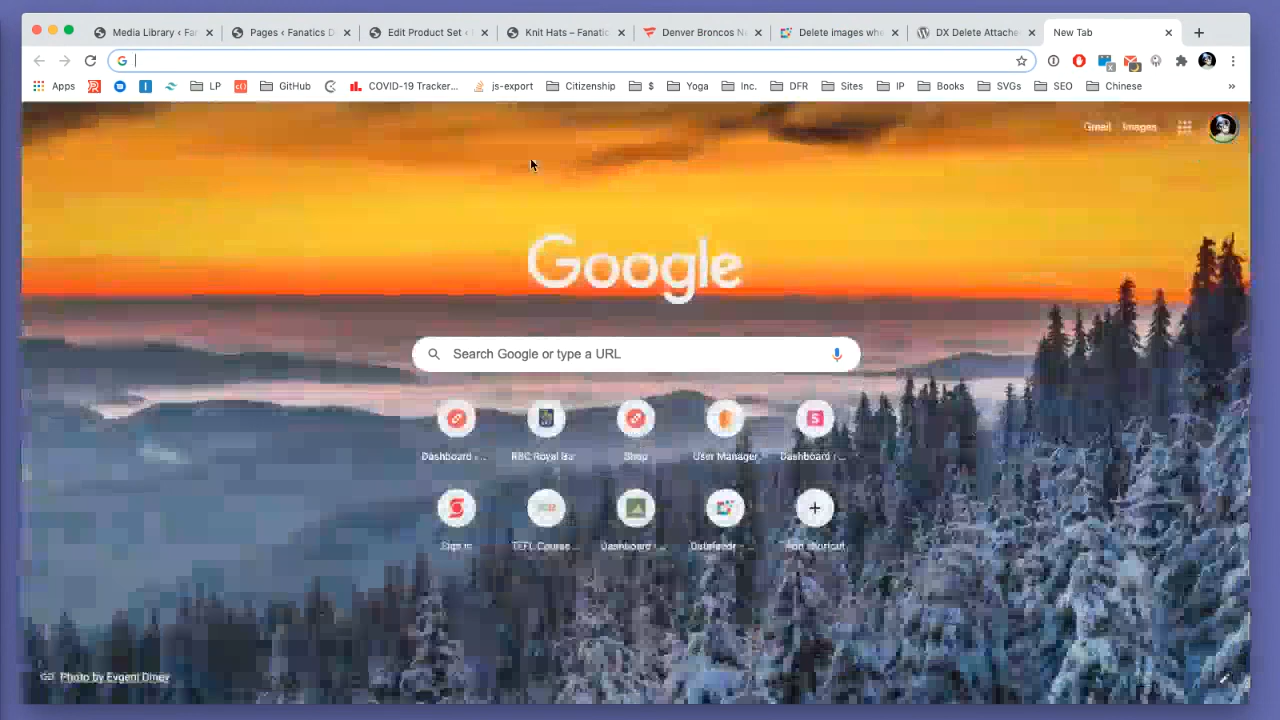 Media Library ‹ Fan
Pages ‹ Fanatics D
Edit Product Set ‹
Knit Hats – Fanatic
Denver Broncos N
Delete images whe
DX Delete Attache
New Tab
Apps
LP
GitHub
COVID-19 Tracker...
js-export
Citizenship
$
Yoga
Inc.
DFR
Sites
IP
Books
SVGs
SEO
Chinese
»
Gmail
Images
Google
Search Google or type a URL
Dashboard ‹ ...
RBC Royal Ban
Shop
User Manager
Dashboard ‹ ...
Sign in
TEFL Course...
Dashboard ‹ ...
Datafeedr - ...
Add shortcut
Photo by Evgeni Dinev